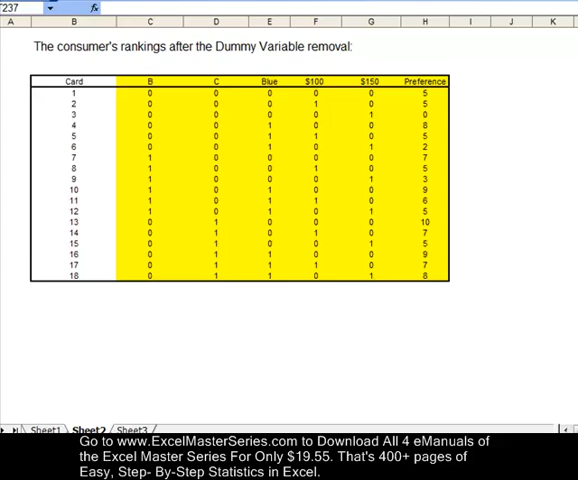 T237 fx
A B C D E F G H I J K
The consumer's rankings after the Dummy Variable removal:
Card B C Blue $100 $150 Preference
1 0 0 0 0 0 5
2 0 0 0 1 0 5
3 0 0 0 0 1 0
4 0 0 1 0 0 8
5 0 0 1 1 0 5
6 0 0 1 0 1 2
7 1 0 0 0 0 7
8 1 0 0 1 0 5
9 1 0 0 0 1 3
10 1 0 1 0 0 9
11 1 0 1 1 0 6
12 1 0 1 0 1 5
13 0 1 0 0 0 10
14 0 1 0 1 0 7
15 0 1 0 0 1 5
16 0 1 1 0 0 9
17 0 1 1 1 0 7
18 0 1 1 0 1 8
Sheet1 Sheet2 Sheet3
Go to www.ExcelMasterSeries.com to Download All 4 eManuals of
the Excel Master Series For Only $19.55. That's 400+ pages of
Easy, Step- By-Step Statistics in Excel.